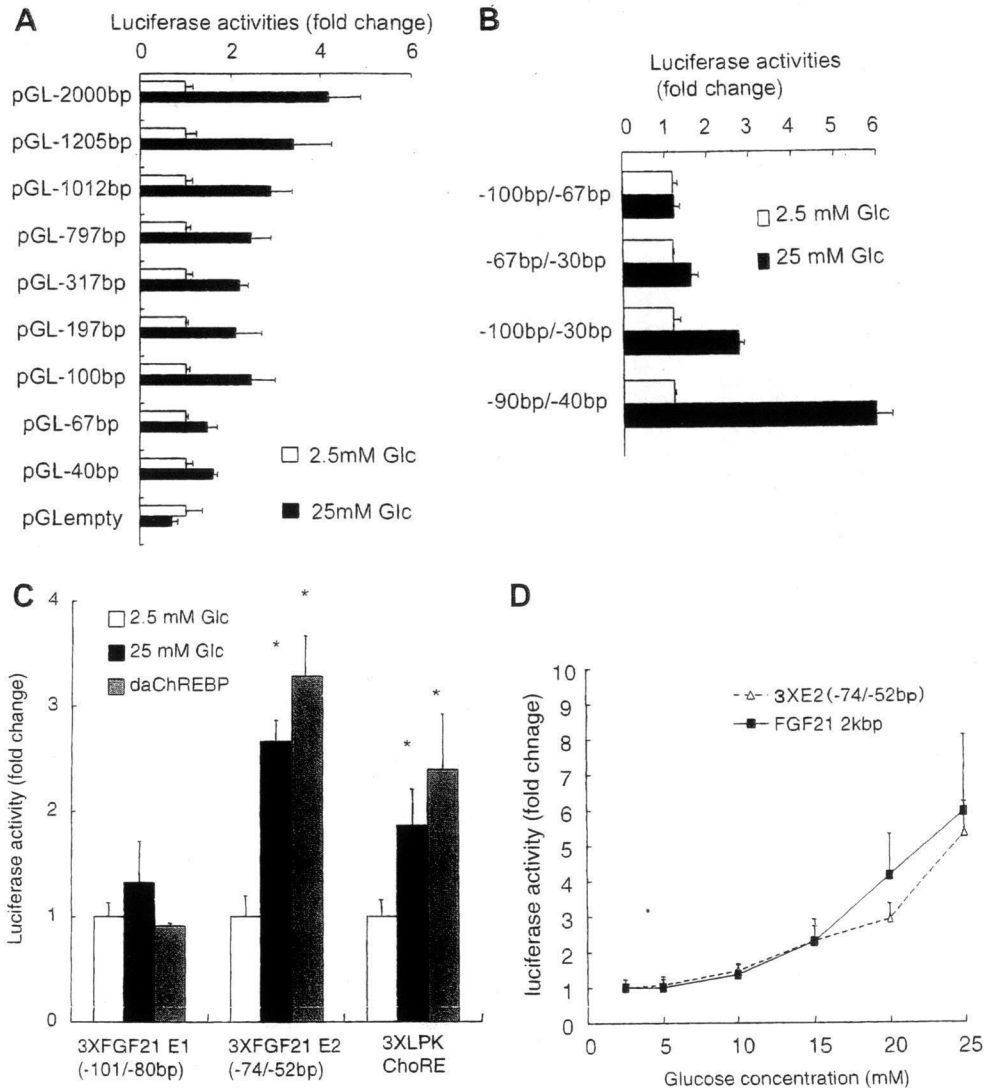 A
Luciferase activities (fold change)
0 2 4 6
pGL-2000bp
pGL-1205bp
pGL-1012bp
pGL-797bp
pGL-317bp
pGL-197bp
pGL-100bp
pGL-67bp
pGL-40bp
pGLempty
2.5mM Glc
25mM Glc
B
Luciferase activities
(fold change)
0 1 2 3 4 5 6
-100bp/-67bp
-67bp/-30bp
-100bp/-30bp
-90bp/-40bp
2.5 mM Glc
25 mM Glc
C
Luciferase activity (fold change)
4
3
2
1
0
2.5 mM Glc
25 mM Glc
daChREBP
*
*
*
*
3XFGF21 E1
(-101/-80bp)
3XFGF21 E2
(-74/-52bp)
3XLPK
ChoRE
D
luciferase activity (fold chnage)
10
9
8
7
6
5
4
3
2
1
0
3XE2(-74/-52bp)
FGF21 2kbp
*
0 5 10 15 20 25
Glucose concentration (mM)